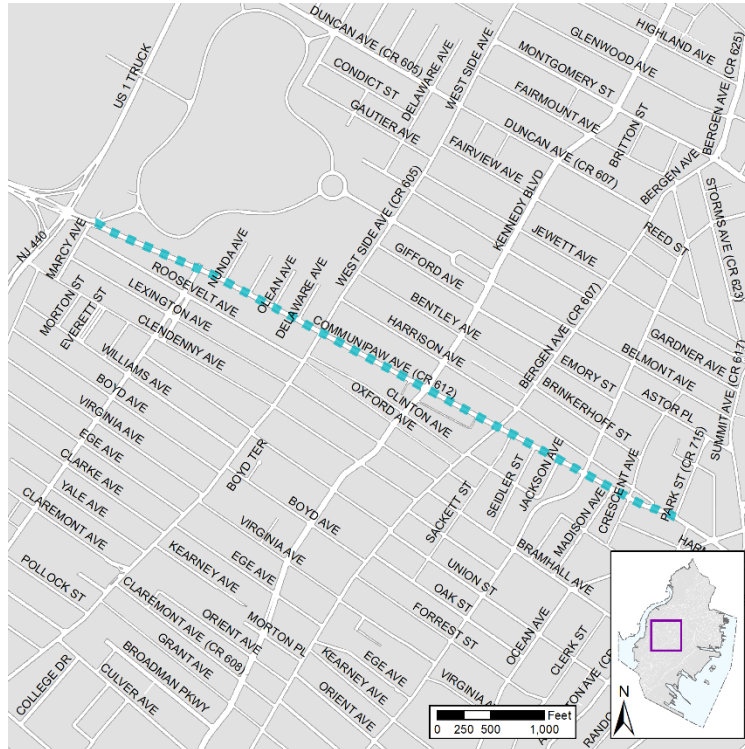 HIGHLAND AVE
DUNCAN AVE (CR 605)
GLENWOOD AVE
BERGEN AVE (CR 625)
US 1 TRUCK
CONDICT ST
DELAWARE AVE
WEST SIDE AVE
MONTGOMERY ST
GAUTIER AVE
FAIRMOUNT AVE
BRITTON ST
FAIRVIEW AVE
DUNCAN AVE (CR 607)
BERGEN AVE
KENNEDY BLVD
STORMS AVE (CR 623)
WEST SIDE AVE (CR 605)
REED ST
JEWETT AVE
GIFFORD AVE
NJ 440
MARCY AVE
NUNDA AVE
ROOSEVELT AVE
OLEAN AVE
DELAWARE AVE
BENTLEY AVE
HARRISON AVE
BERGEN AVE (CR 607)
GARDNER AVE
BELMONT AVE
LEXINGTON AVE
MORTON ST
EVERETT ST
CLENDENNY AVE
COMMUNIPAW AVE (CR 612)
EMORY ST
ASTOR PL
SUMMIT AVE (CR 617)
WILLIAMS AVE
CLINTON AVE
OXFORD AVE
BRINKERHOFF ST
BOYD AVE
VIRGINIA AVE
EGE AVE
CLARKE AVE
YALE AVE
CLAREMONT AVE
BOYD TER
SACKETT ST
SEIDLER ST
JACKSON AVE
MADISON AVE
CRESCENT AVE
PARK ST (CR 715)
BOYD AVE
VIRGINIA AVE
BRAMHALL AVE
HARM
POLLOCK ST
KEARNEY AVE
EGE AVE
UNION ST
OAK ST
CLAREMONT AVE (CR 608)
ORIENT AVE
MORTON PL
FORREST ST
OCEAN AVE
CLERK ST
GRANT AVE
BROADMAN PKWY
KEARNEY AVE
EGE AVE
VIRGINIA AVE
COLLEGE DR
CULVER AVE
ORIENT AVE
N
Feet
0 250 500 1,000